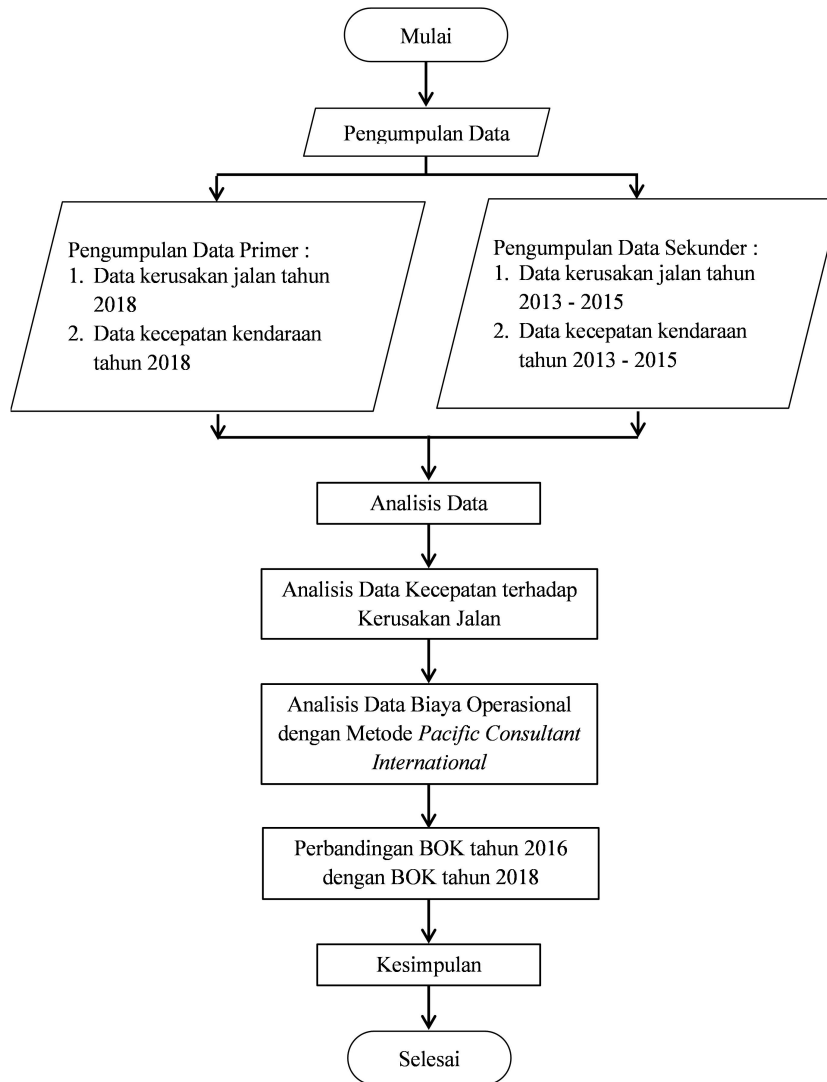 Mulai
Pengumpulan Data
Pengumpulan Data Primer :
1. Data kerusakan jalan tahun
2018
2. Data kecepatan kendaraan
tahun 2018
Pengumpulan Data Sekunder :
1. Data kerusakan jalan tahun
2013 - 2015
2. Data kecepatan kendaraan
tahun 2013 - 2015
Analisis Data
Analisis Data Kecepatan terhadap
Kerusakan Jalan
Analisis Data Biaya Operasional
dengan Metode Pacific Consultant
International
Perbandingan BOK tahun 2016
dengan BOK tahun 2018
Kesimpulan
Selesai